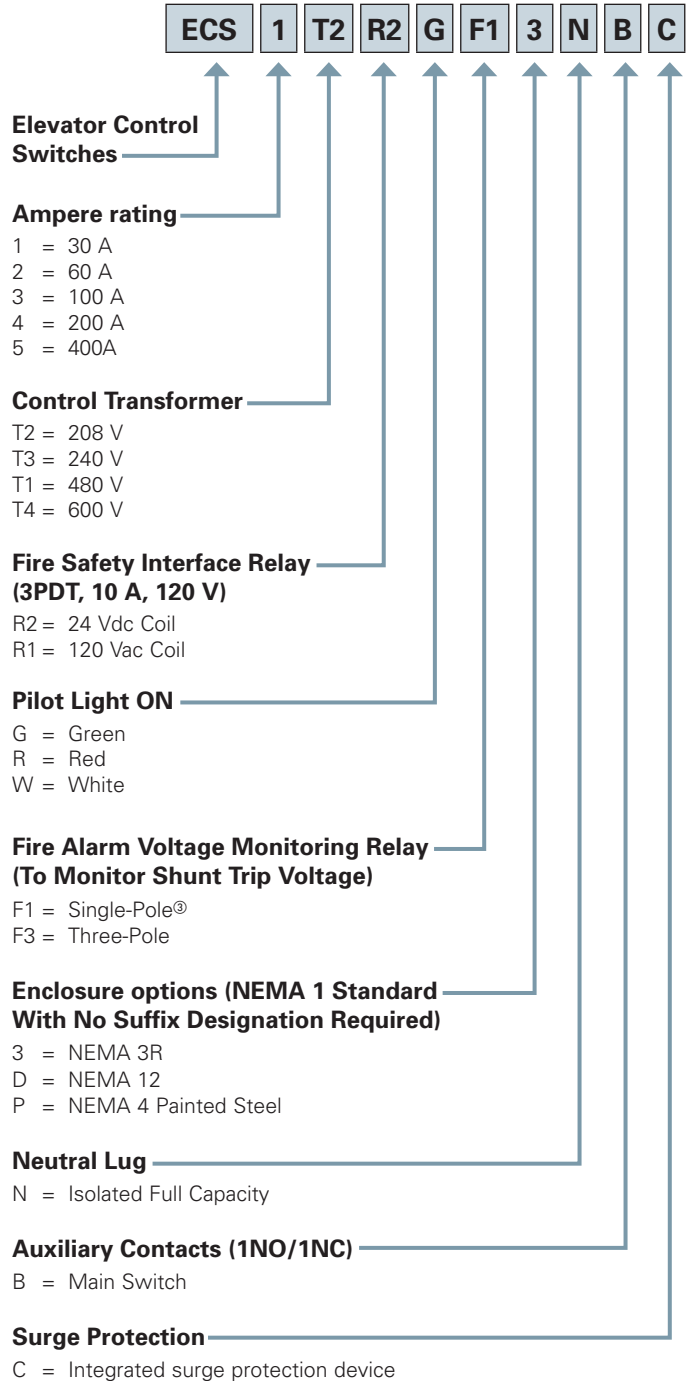 ECS 1 T2 R2 G F1 3 N B C
Elevator Control
Switches
Ampere rating
1 = 30 A
2 = 60 A
3 = 100 A
4 = 200 A
5 = 400A
Control Transformer
T2 = 208 V
T3 = 240 V
T1 = 480 V
T4 = 600 V
Fire Safety Interface Relay
(3PDT, 10 A, 120 V)
R2 = 24 Vdc Coil
R1 = 120 Vac Coil
Pilot Light ON
G = Green
R = Red
W = White
Fire Alarm Voltage Monitoring Relay
(To Monitor Shunt Trip Voltage)
F1 = Single-Pole③
F3 = Three-Pole
Enclosure options (NEMA 1 Standard
With No Suffix Designation Required)
3 = NEMA 3R
D = NEMA 12
P = NEMA 4 Painted Steel
Neutral Lug
N = Isolated Full Capacity
Auxiliary Contacts (1NO/1NC)
B = Main Switch
Surge Protection
C = Integrated surge protection device